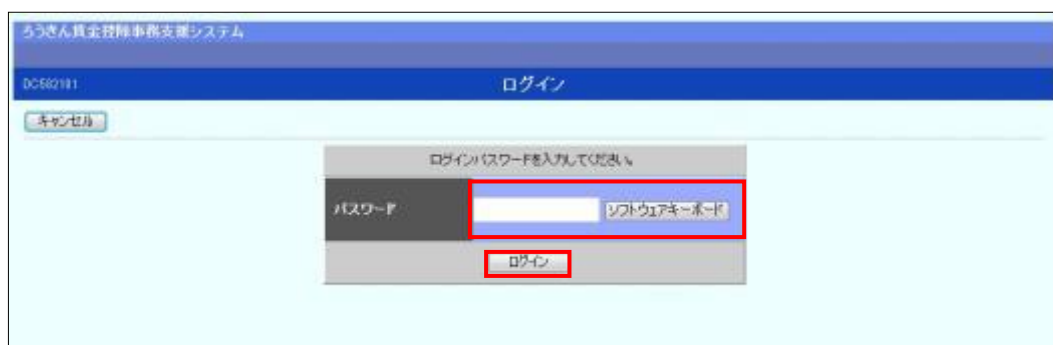 ろうきん賃金控除事務支援システム
DC582101 ログイン
キャンセル
ログインパスワードを入力してください。
パスワード ソフトウェアキーボード
ログイン